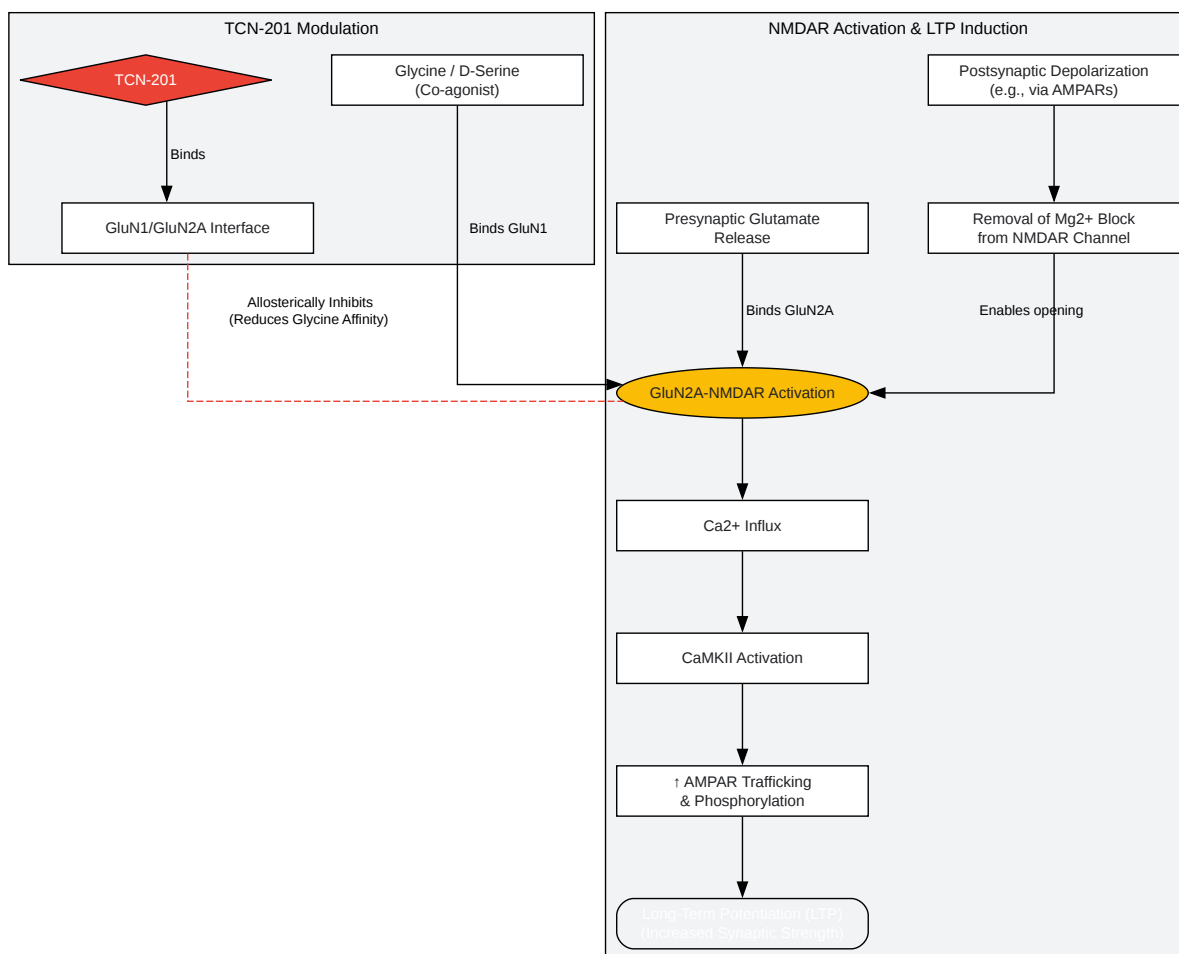 TCN-201 Modulation
TCN-201
Glycine / D-Serine
(Co-agonist)
Binds
GluN1/GluN2A Interface
Binds GluN1
Allosterically Inhibits
(Reduces Glycine Affinity)
NMDAR Activation & LTP Induction
Postsynaptic Depolarization
(e.g., via AMPARs)
Presynaptic Glutamate
Release
Removal of Mg2+ Block
from NMDAR Channel
Binds GluN2A
Enables opening
GluN2A-NMDAR Activation
Ca2+ Influx
CaMKII Activation
↑ AMPAR Trafficking
& Phosphorylation
Long-Term Potentiation (LTP)
(Increased Synaptic Strength)